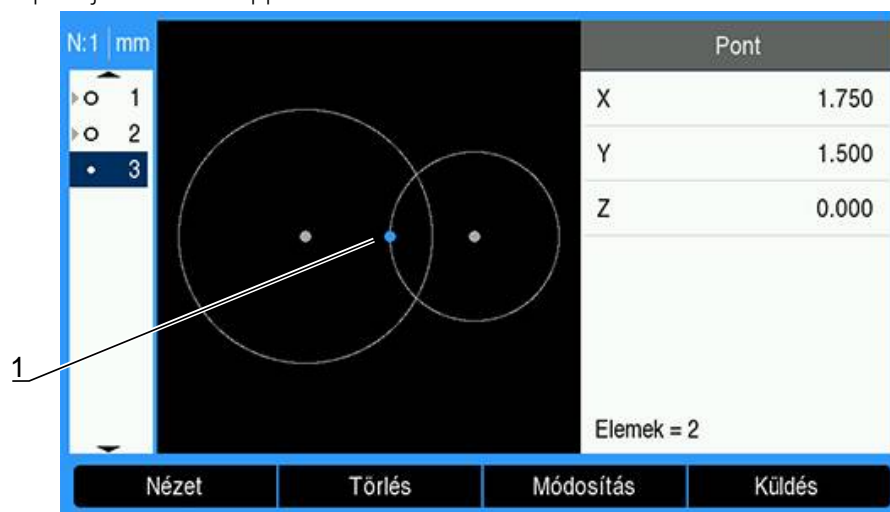 N:1 mm
Pont
1
2
3
X 1.750
Y 1.500
Z 0.000
1
Elemek = 2
Nézet Törlés Módosítás Küldés